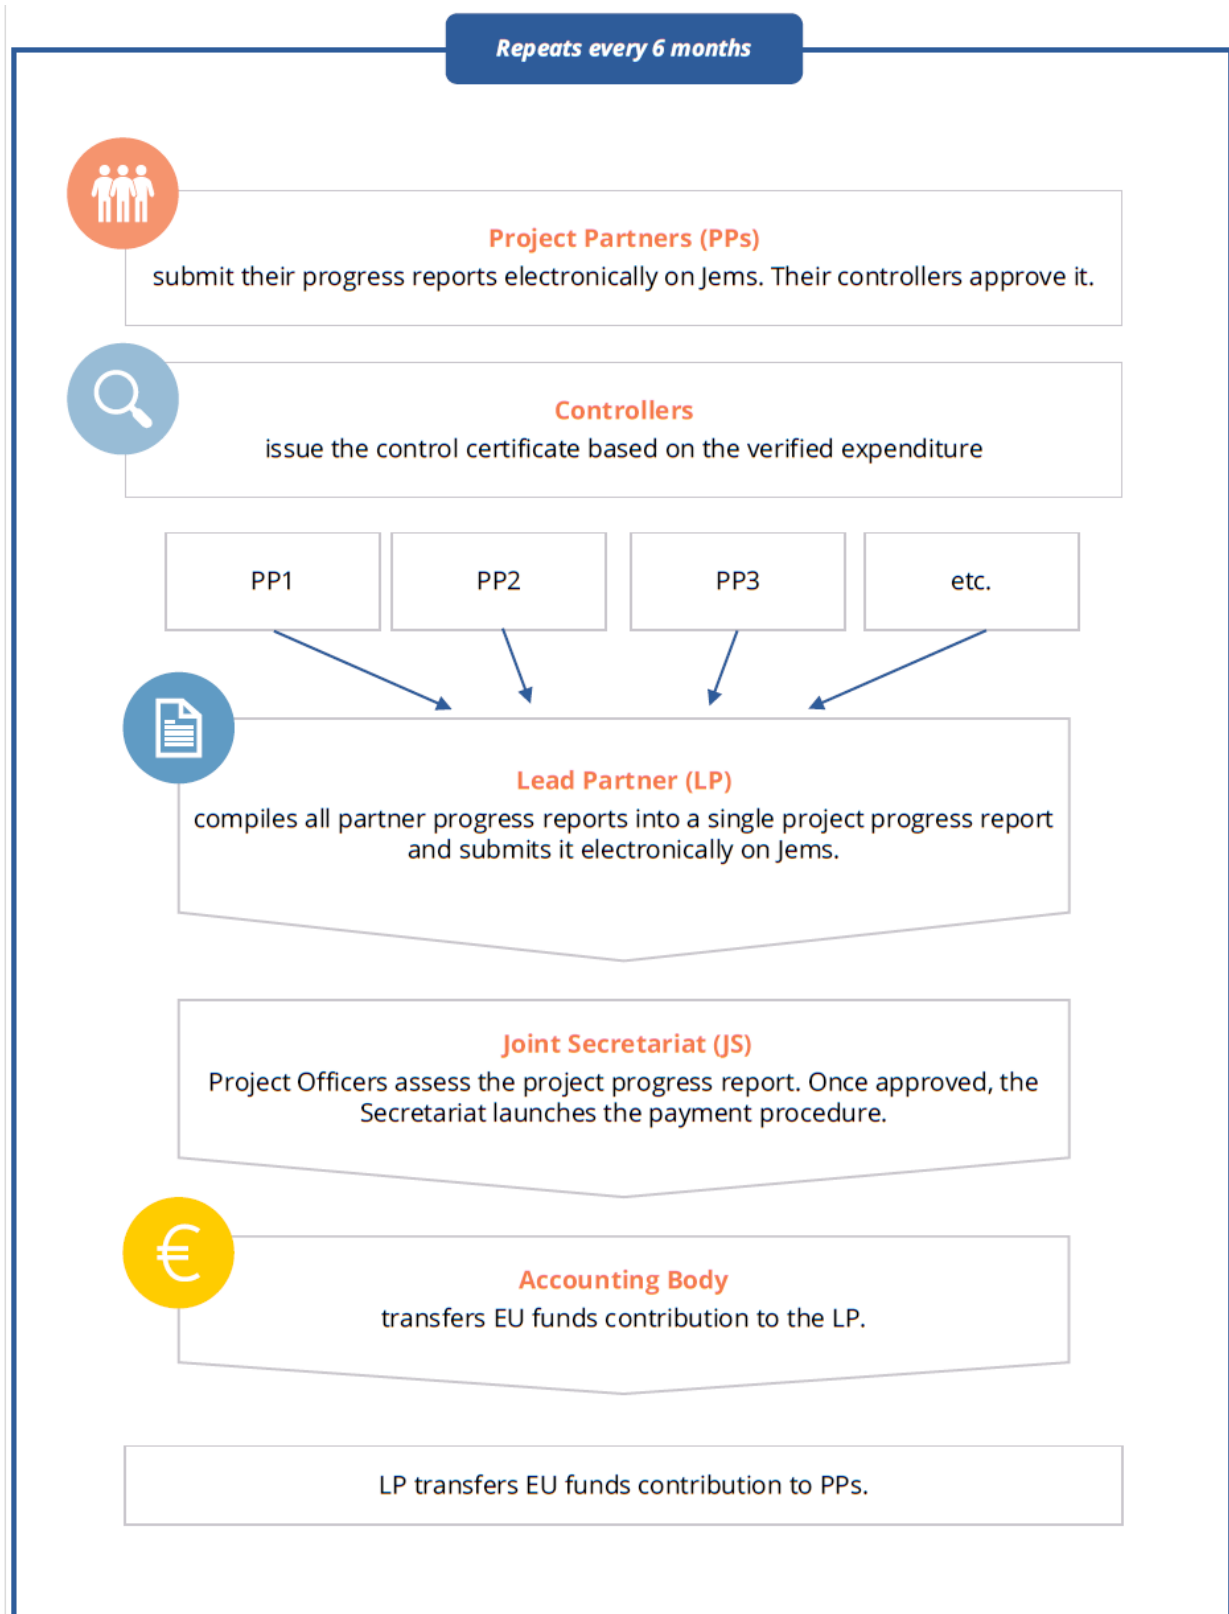 Repeats every 6 months
Project Partners (PPs)
submit their progress reports electronically on Jems. Their controllers approve it.
Controllers
issue the control certificate based on the verified expenditure
PP1
PP2
PP3
etc.
Lead Partner (LP)
compiles all partner progress reports into a single project progress report
and submits it electronically on Jems.
Joint Secretariat (JS)
Project Officers assess the project progress report. Once approved, the
Secretariat launches the payment procedure.
€
Accounting Body
transfers EU funds contribution to the LP.
LP transfers EU funds contribution to PPs.